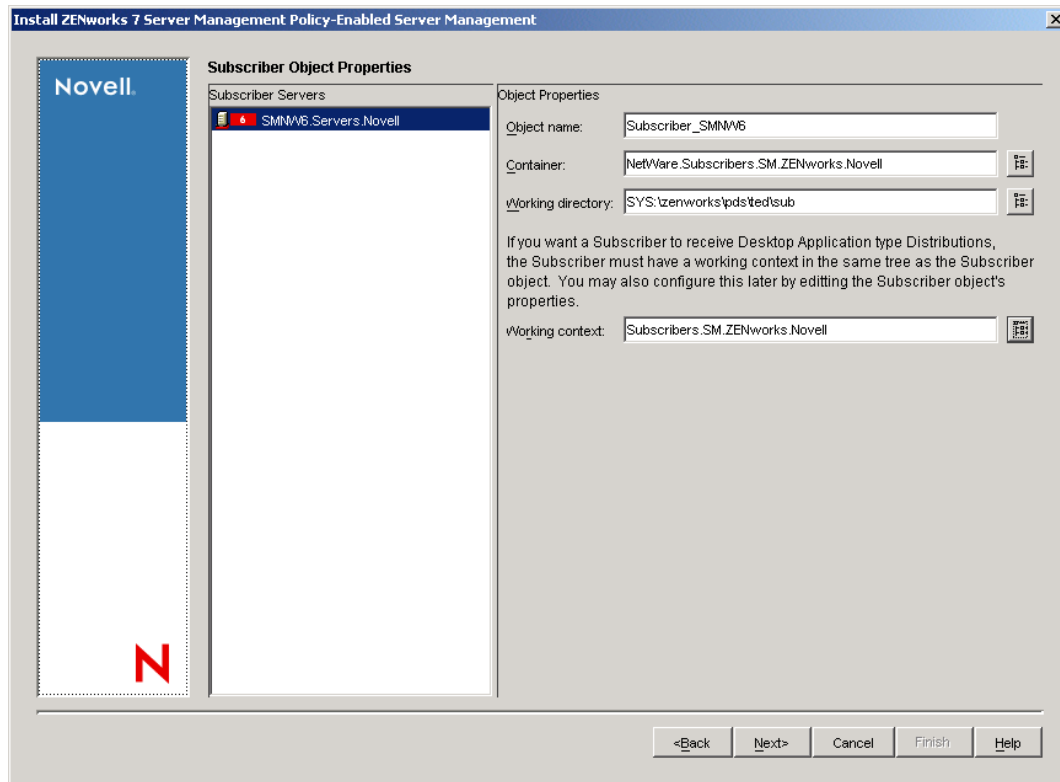 Install ZENworks 7 Server Management Policy-Enabled Server Management
Novell.
Subscriber Object Properties
Subscriber Servers
6 SMNW6.Servers.Novell
Object Properties
Object name: Subscriber_SMNW6
Container: NetWare.Subscribers.SM.ZENworks.Novell
Working directory: SYS:\zenworks\pds\ted\sub
If you want a Subscriber to receive Desktop Application type Distributions,
the Subscriber must have a working context in the same tree as the Subscriber
object. You may also configure this later by editting the Subscriber object's
properties.
Working context: Subscribers.SM.ZENworks.Novell
N
<Back Next> Cancel Finish Help